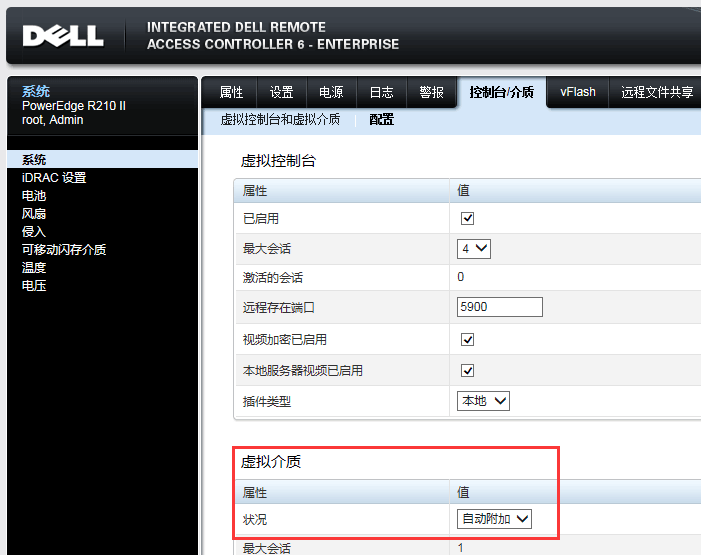 DELL
INTEGRATED DELL REMOTE
ACCESS CONTROLLER 6 - ENTERPRISE
系统
PowerEdge R210 II
root, Admin
属性 设置 电源 日志 警报 控制台/介质 vFlash 远程文件共享
虚拟控制台和虚拟介质 配置
系统
iDRAC 设置
电池
风扇
侵入
可移动闪存介质
温度
电压
虚拟控制台
属性 值
已启用
最大会话 4
激活的会话 0
远程存在端口 5900
视频加密已启用
本地服务器视频已启用
插件类型 本地
虚拟介质
属性 值
状况 自动附加
最大会话 1